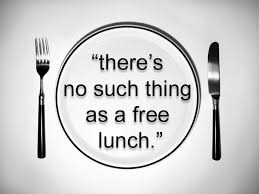 “there's
no such thing
as a free
lunch.”